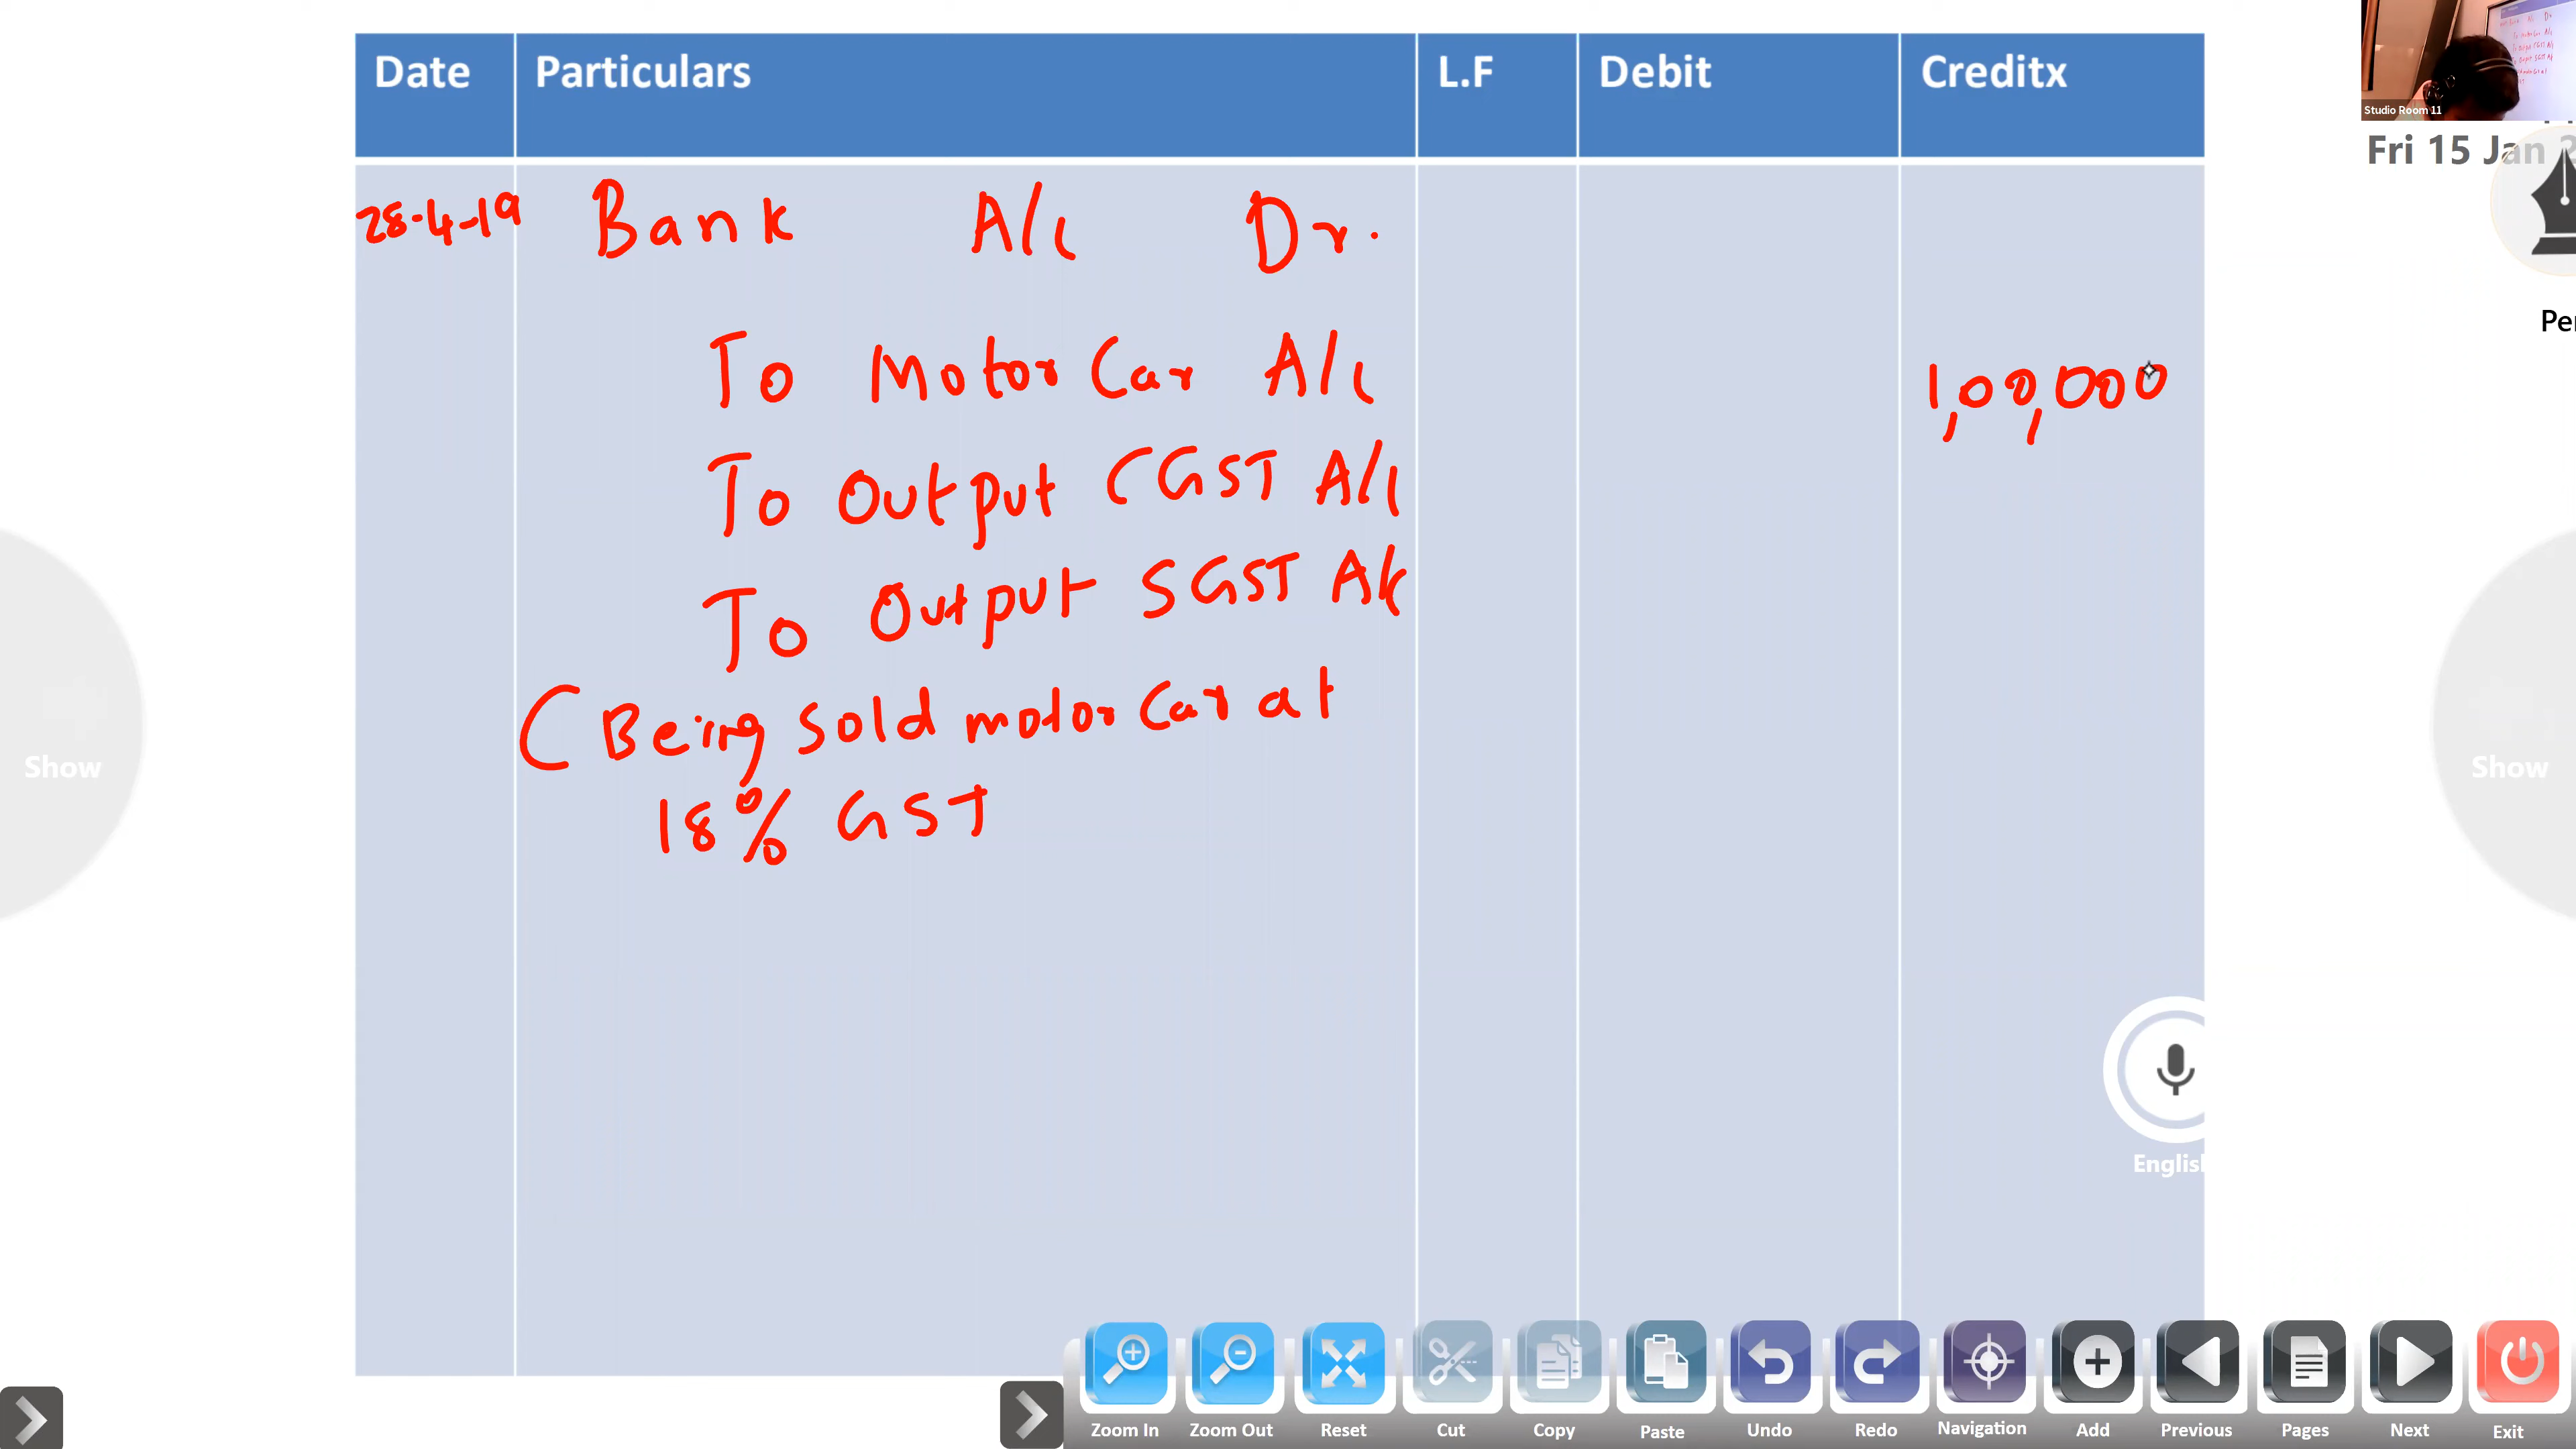 Date Particulars L.F Debit Creditx
Studio Room 11
Fri 15 Jan
28-4-19 Bank A/c Dr.
To Motor Car A/c 1,00,000
To Output CGST A/c
To Output SGST A/c
(Being sold motor car at
18% GST
Show
Show
English
Zoom In Zoom Out Reset Cut Copy Paste Undo Redo Navigation Add Previous Pages Next Exit